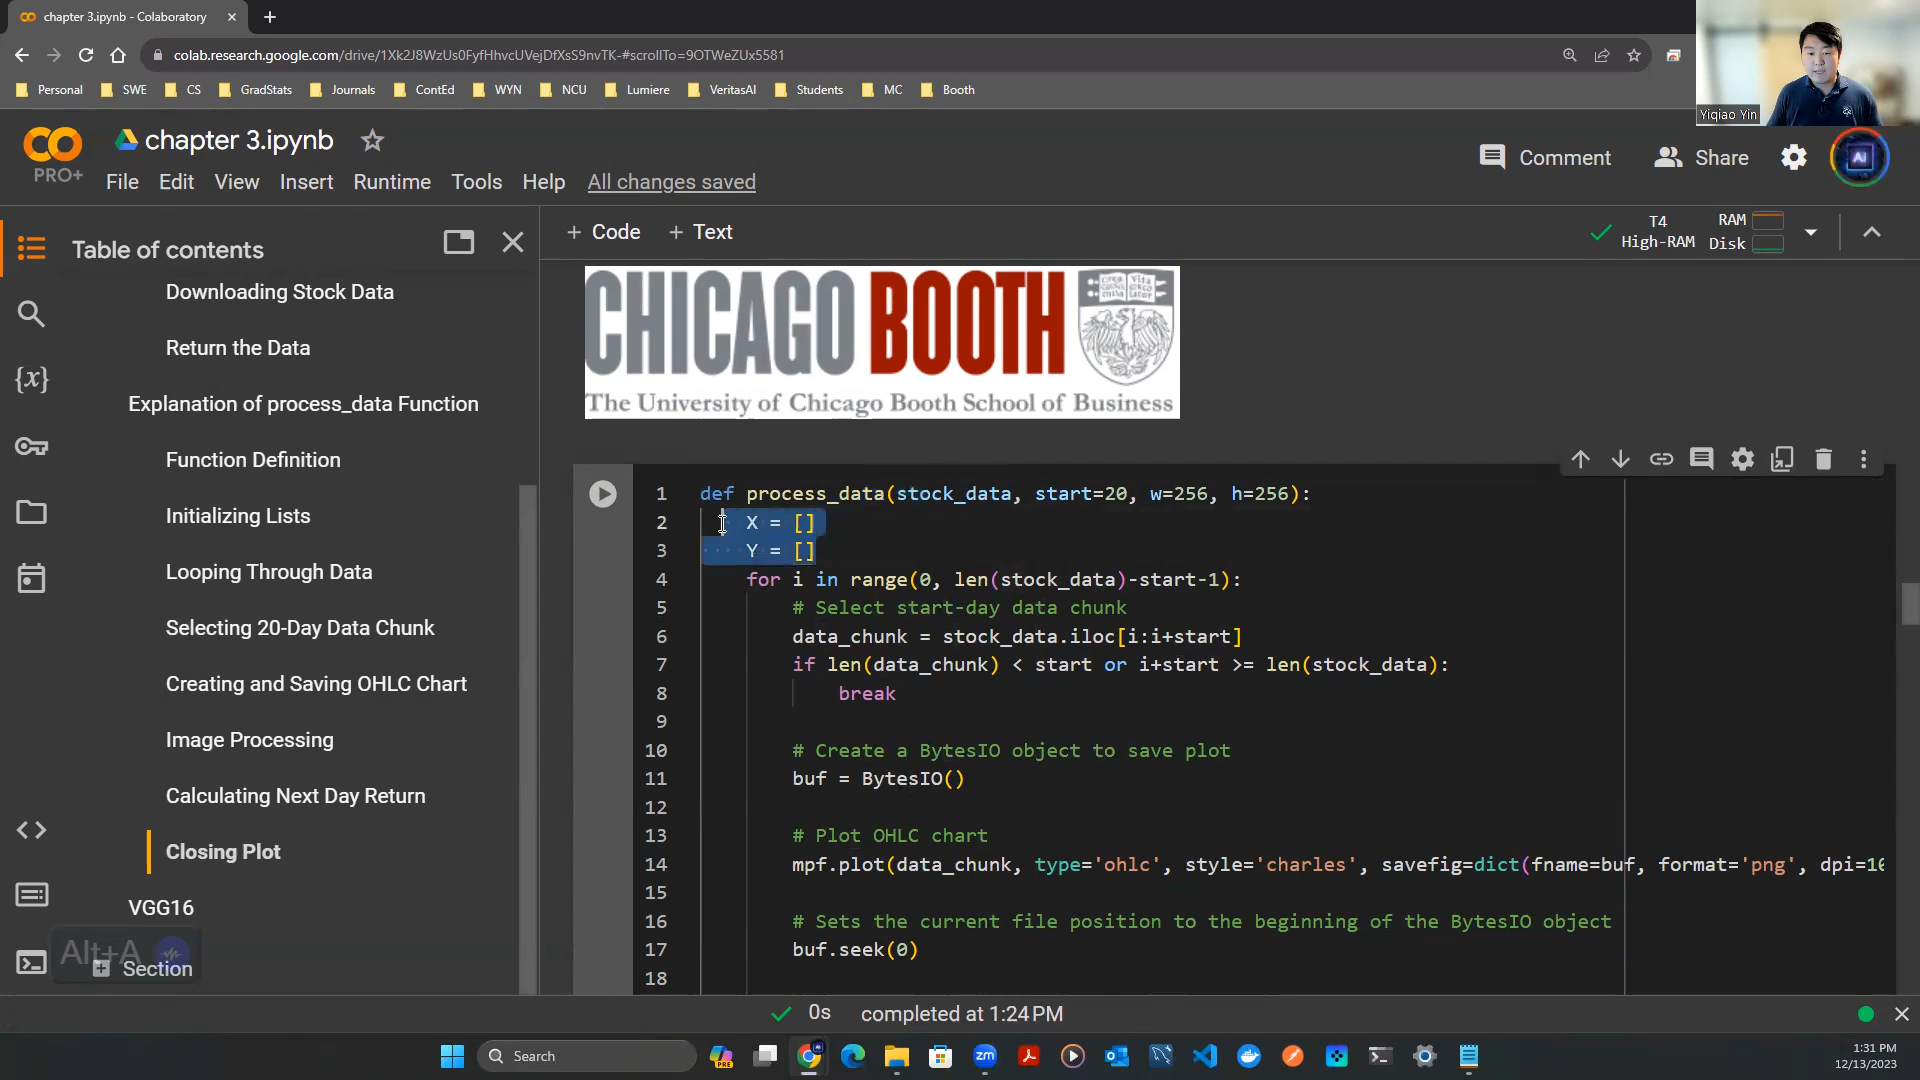 chapter 3.ipynb - Colaboratory
colab.research.google.com/drive/1Xk2J8WzUs0FyfHhvcUVejDfXsS9nvTK-#scrollTo=9OTWeZUx5581
Personal SWE CS GradStats Journals ContEd WYN NCU Lumiere VeritasAI Students MC Booth
Yiqiao Yin
PRO+
chapter 3.ipynb
File Edit View Insert Runtime Tools Help All changes saved
Comment
Share
AI
Table of contents
Downloading Stock Data
Return the Data
Explanation of process_data Function
Function Definition
Initializing Lists
Looping Through Data
Selecting 20-Day Data Chunk
Creating and Saving OHLC Chart
Image Processing
Calculating Next Day Return
Closing Plot
VGG16
Alt+A
Section
+ Code + Text
T4
High-RAM
RAM
Disk
CHICAGO BOOTH
The University of Chicago Booth School of Business
1 def process_data(stock_data, start=20, w=256, h=256):
2 X = []
3 Y = []
4 for i in range(0, len(stock_data)-start-1):
5 # Select start-day data chunk
6 data_chunk = stock_data.iloc[i:i+start]
7 if len(data_chunk) < start or i+start >= len(stock_data):
8 break
9
10 # Create a BytesIO object to save plot
11 buf = BytesIO()
12
13 # Plot OHLC chart
14 mpf.plot(data_chunk, type='ohlc', style='charles', savefig=dict(fname=buf, format='png', dpi=10
15
16 # Sets the current file position to the beginning of the BytesIO object
17 buf.seek(0)
18
0s completed at 1:24 PM
Search
PRE
zm
1:31 PM
12/13/2023